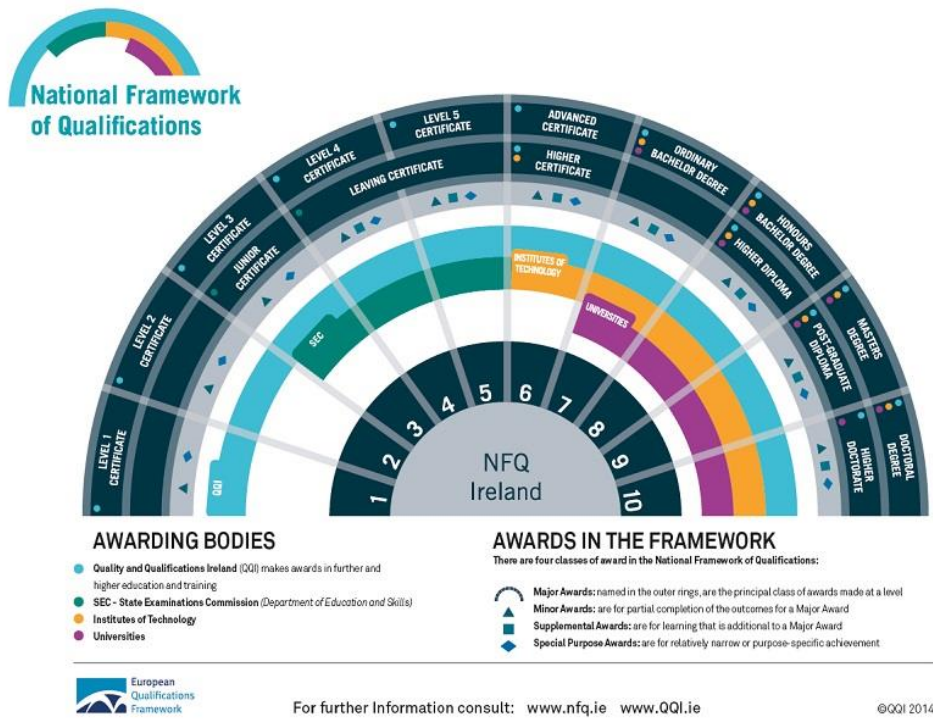 National Framework
of Qualifications
LEVEL 1
CERTIFICATE
LEVEL 2
CERTIFICATE
LEVEL 3
CERTIFICATE
LEVEL 4
CERTIFICATE
LEVEL 5
CERTIFICATE
ADVANCED
CERTIFICATE
ORDINARY
BACHELOR DEGREE
HONOURS
BACHELOR DEGREE
MASTERS
DEGREE
DOCTORAL
DEGREE
JUNIOR
CERTIFICATE
LEAVING CERTIFICATE
HIGHER
CERTIFICATE
HIGHER DIPLOMA
POST-GRADUATE
DIPLOMA
HIGHER
DOCTORATE
QQI
SEC
INSTITUTES OF
TECHNOLOGY
UNIVERSITIES
1
2
3
4
5
6
7
8
9
10
NFQ
Ireland
AWARDING BODIES
Quality and Qualifications Ireland (QQI) makes awards in further and
higher education and training
SEC - State Examinations Commission (Department of Education and Skills)
Institutes of Technology
Universities
AWARDS IN THE FRAMEWORK
There are four classes of award in the National Framework of Qualifications:
Major Awards: named in the outer rings, are the principal class of awards made at a level
Minor Awards: are for partial completion of the outcomes for a Major Award
Supplemental Awards: are for learning that is additional to a Major Award
Special Purpose Awards: are for relatively narrow or purpose-specific achievement
European
Qualifications
Framework
For further Information consult: www.nfq.ie www.QQI.ie
©QQI 2014